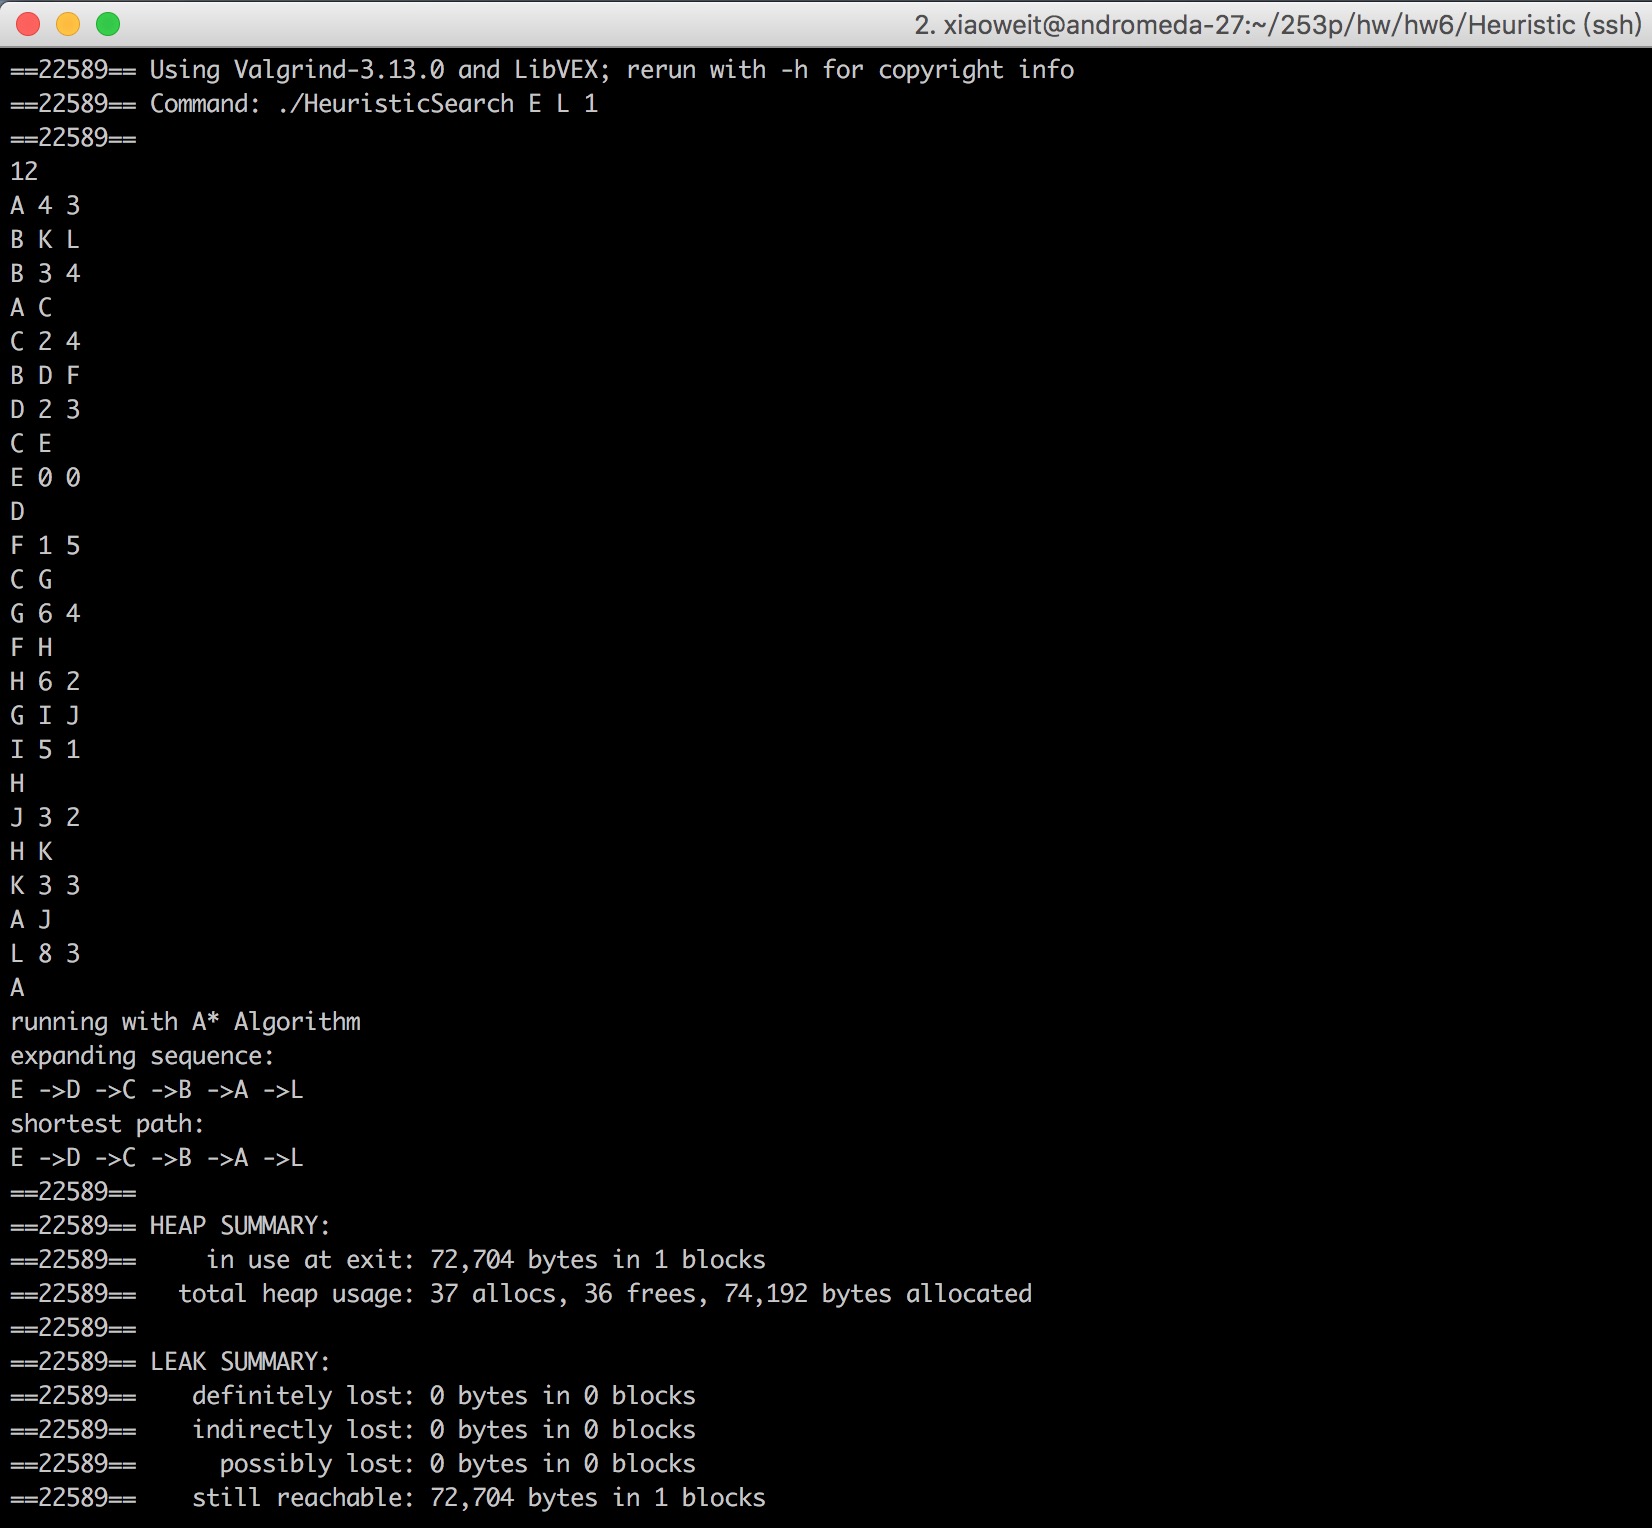 2. xiaoweit@andromeda-27:~/253p/hw/hw6/Heuristic (ssh)
==22589== Using Valgrind-3.13.0 and LibVEX; rerun with -h for copyright info
==22589== Command: ./HeuristicSearch E L 1
==22589==
12
A 4 3
B K L
B 3 4
A C
C 2 4
B D F
D 2 3
C E
E 0 0
D
F 1 5
C G
G 6 4
F H
H 6 2
G I J
I 5 1
H
J 3 2
H K
K 3 3
A J
L 8 3
A
running with A* Algorithm
expanding sequence:
E ->D ->C ->B ->A ->L
shortest path:
E ->D ->C ->B ->A ->L
==22589==
==22589== HEAP SUMMARY:
==22589==     in use at exit: 72,704 bytes in 1 blocks
==22589==   total heap usage: 37 allocs, 36 frees, 74,192 bytes allocated
==22589==
==22589== LEAK SUMMARY:
==22589==    definitely lost: 0 bytes in 0 blocks
==22589==    indirectly lost: 0 bytes in 0 blocks
==22589==      possibly lost: 0 bytes in 0 blocks
==22589==    still reachable: 72,704 bytes in 1 blocks